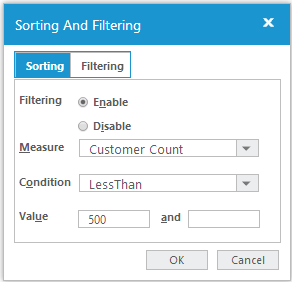 Sorting And Filtering x
Sorting Filtering
Filtering Enable
Disable
Measure Customer Count
Condition LessThan
Value 500 and
OK Cancel